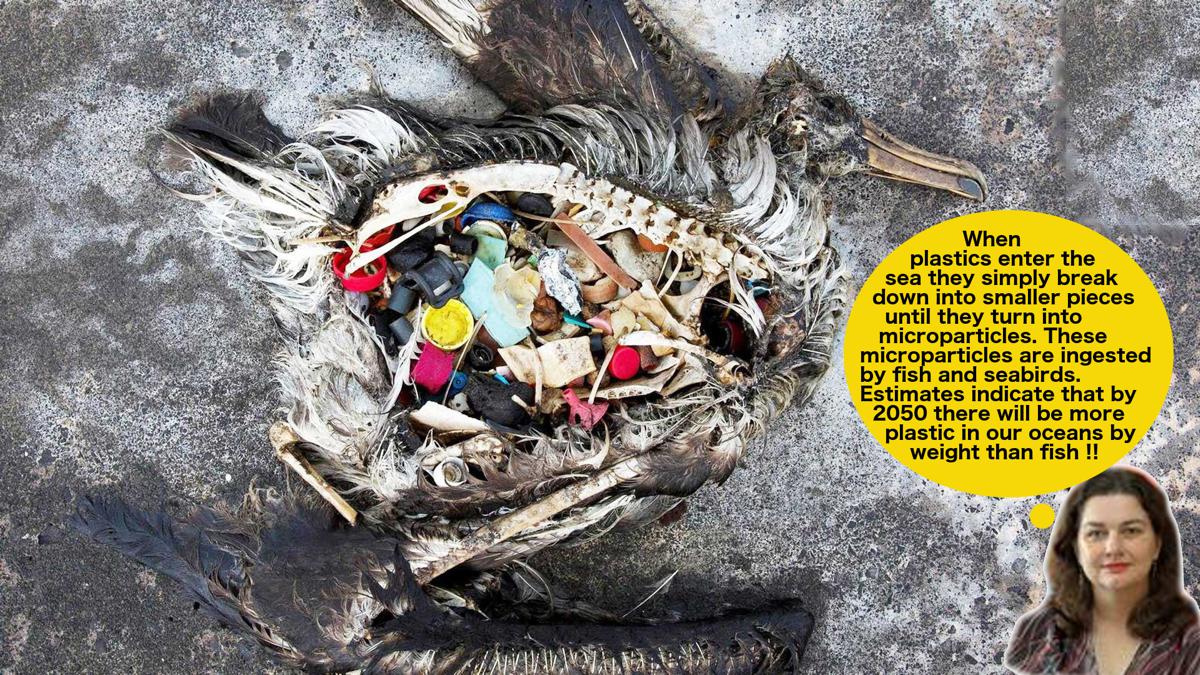 When
plastics enter the
sea they simply break
down into smaller pieces
until they turn into
microparticles. These
microparticles are ingested
by fish and seabirds.
Estimates indicate that by
2050 there will be more
plastic in our oceans by
weight than fish !!